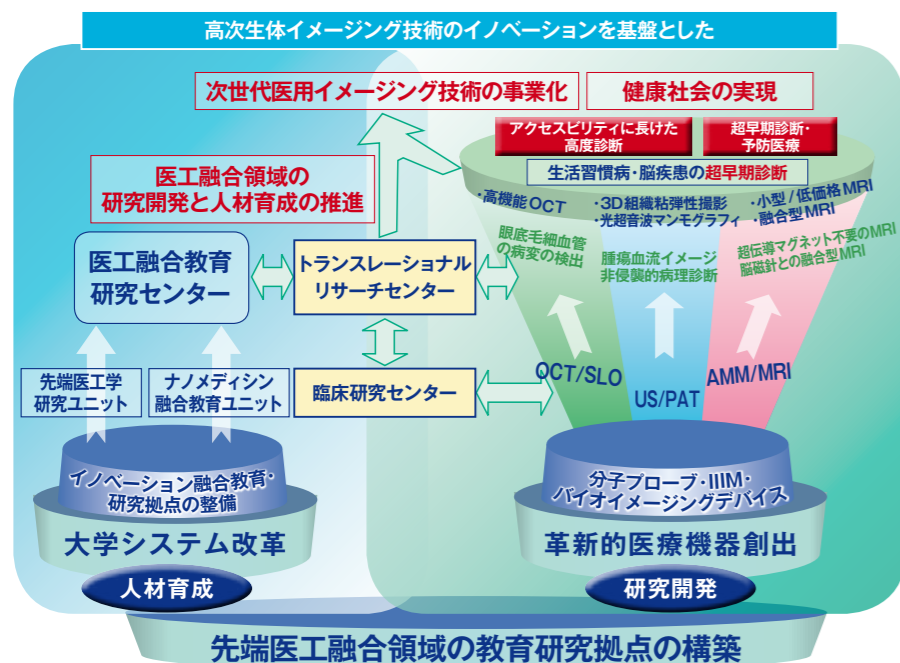 高次生体イメージング技術のイノベーションを基盤とした
次世代医用イメージング技術の事業化
健康社会の実現
アクセスビリティに長けた
高度診断
超早期診断・
予防医療
生活習慣病・脳疾患の超早期診断
医工融合領域の
研究開発と人材育成の推進
・高機能OCT
・3D組織粘弾性撮影
・光超音波マンモグラフィ
・小型/低価格MRI
・融合型MRI
眼底毛細血管
の病変の検出
腫瘍血流イメージ
非侵襲的病理診断
超伝導マグネット不要のMRI
脳磁計との融合型MRI
医工融合教育
研究センター
トランスレーショナル
リサーチセンター
先端医工学
研究ユニット
ナノメディシン
融合教育ユニット
臨床研究センター
OCT/SLO
US/PAT
AMM/MRI
イノベーション融合教育・
研究拠点の整備
分子プローブ・IIIM・
バイオイメージングデバイス
大学システム改革
革新的医療機器創出
人材育成
研究開発
先端医工融合領域の教育研究拠点の構築